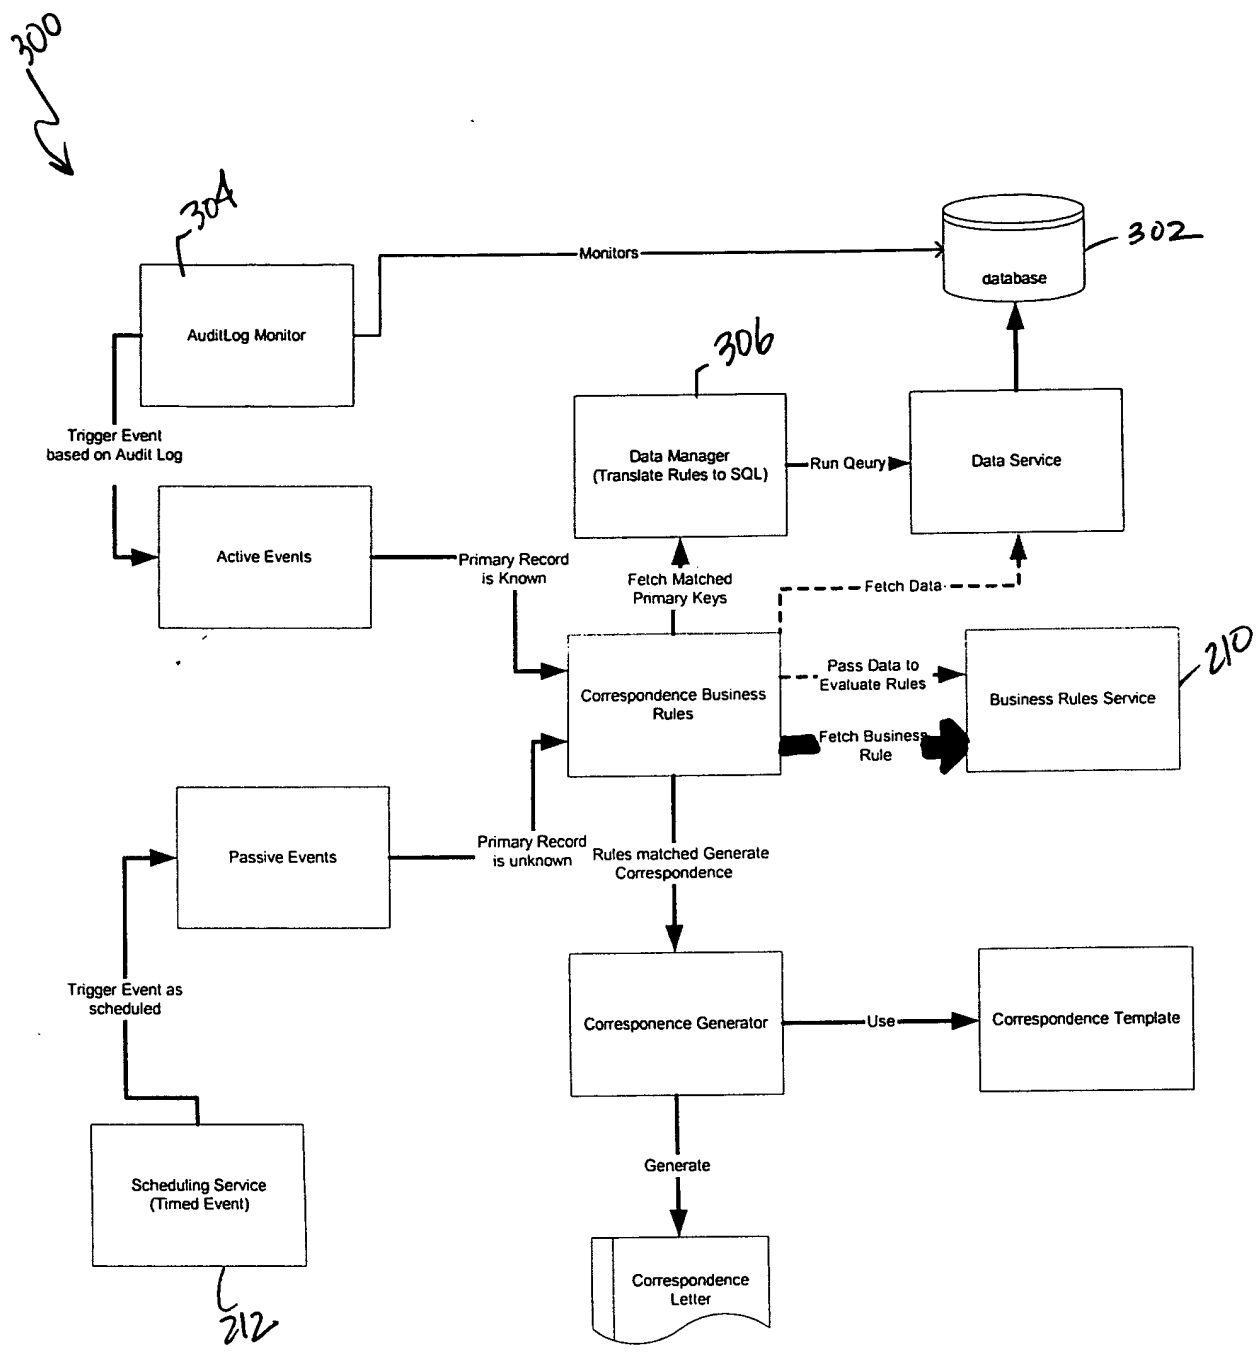 300
304
302
Monitors
database
AuditLog Monitor
306
Trigger Event
based on Audit Log
Data Manager
(Translate Rules to SQL)
Run Qeury
Data Service
Active Events
Primary Record
is Known
Fetch Matched
Primary Keys
Fetch Data
210
Correspondence Business
Rules
Pass Data to
Evaluate Rules
Business Rules Service
Fetch Business
Rule
Passive Events
Primary Record
is unknown
Rules matched Generate
Correspondence
Trigger Event as
scheduled
Corresponence Generator
Use
Correspondence Template
Generate
Scheduling Service
(Timed Event)
Correspondence
Letter
212